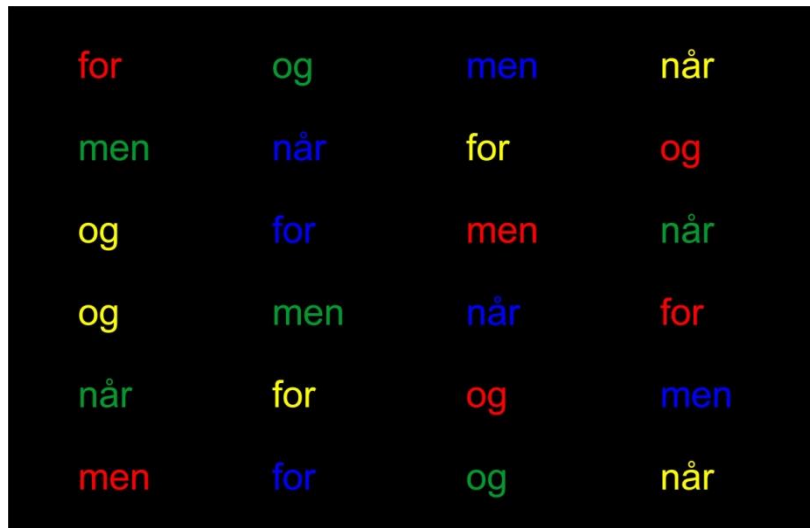 for og men når
men når for og
og for men når
og men når for
når for og men
men for og når